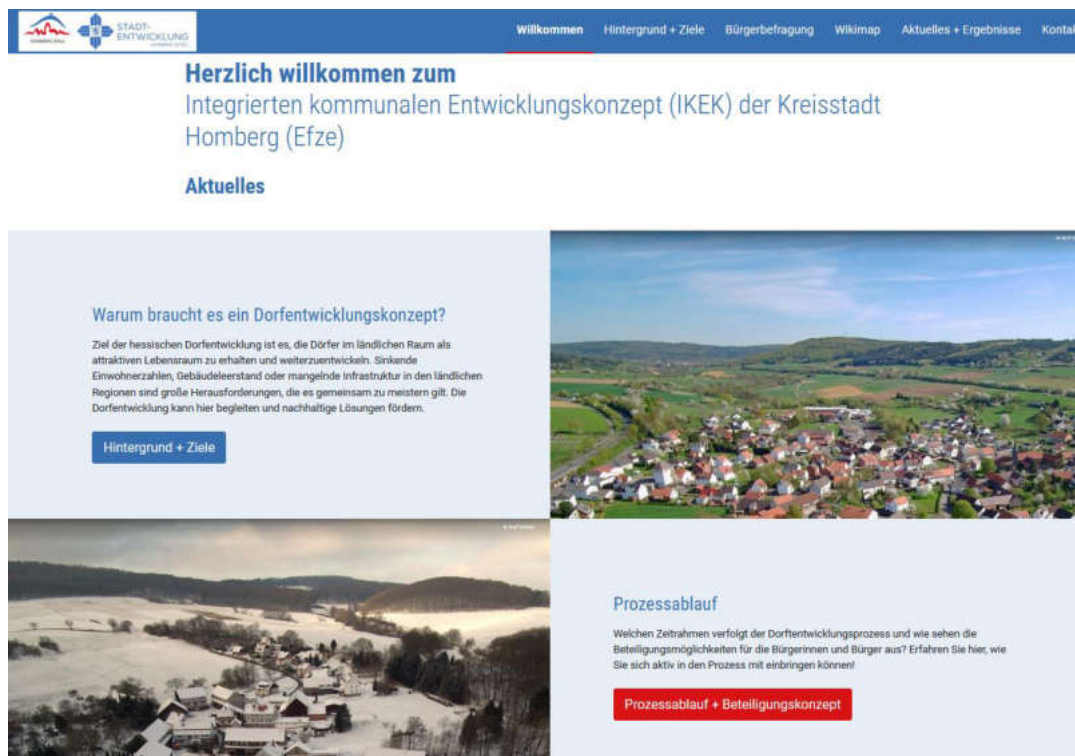 STADT-
ENTWICKLUNG
Willkommen
Hintergrund + Ziele
Bürgerbefragung
Wikimap
Aktuelles + Ergebnisse
Herzlich willkommen zum
Integrierten kommunalen Entwicklungskonzept (IKEK) der Kreisstadt
Homberg (Efze)
Aktuelles
Warum braucht es ein Dorfentwicklungskonzept?
Ziel der hessischen Dorfentwicklung ist es, die Dörfer im ländlichen Raum als
attraktiven Lebensraum zu erhalten und weiterzuentwickeln. Sinkende
Einwohnerzahlen, Gebäudeleerstand oder mangelnde Infrastruktur in den ländlichen
Regionen sind große Herausforderungen, die es gemeinsam zu meistern gilt. Die
Dorfentwicklung kann hier begleiten und nachhaltige Lösungen fördern.
Hintergrund + Ziele
Prozessablauf
Welchen Zeitrahmen verfolgt der Dorftentwicklungsprozess und wie sehen die
Beteiligungsmöglichkeiten für die Bürgerinnen und Bürger aus? Erfahren Sie hier, wie
Sie sich aktiv in den Prozess mit einbringen können!
Prozessablauf + Beteiligungskonzept